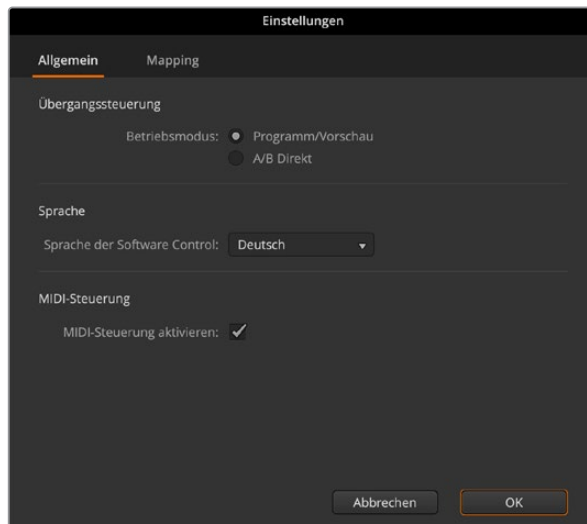 Einstellungen
Allgemein Mapping
Übergangssteuerung
Betriebsmodus: Programm/Vorschau
A/B Direkt
Sprache
Sprache der Software Control: Deutsch
MIDI-Steuerung
MIDI-Steuerung aktivieren:
Abbrechen OK